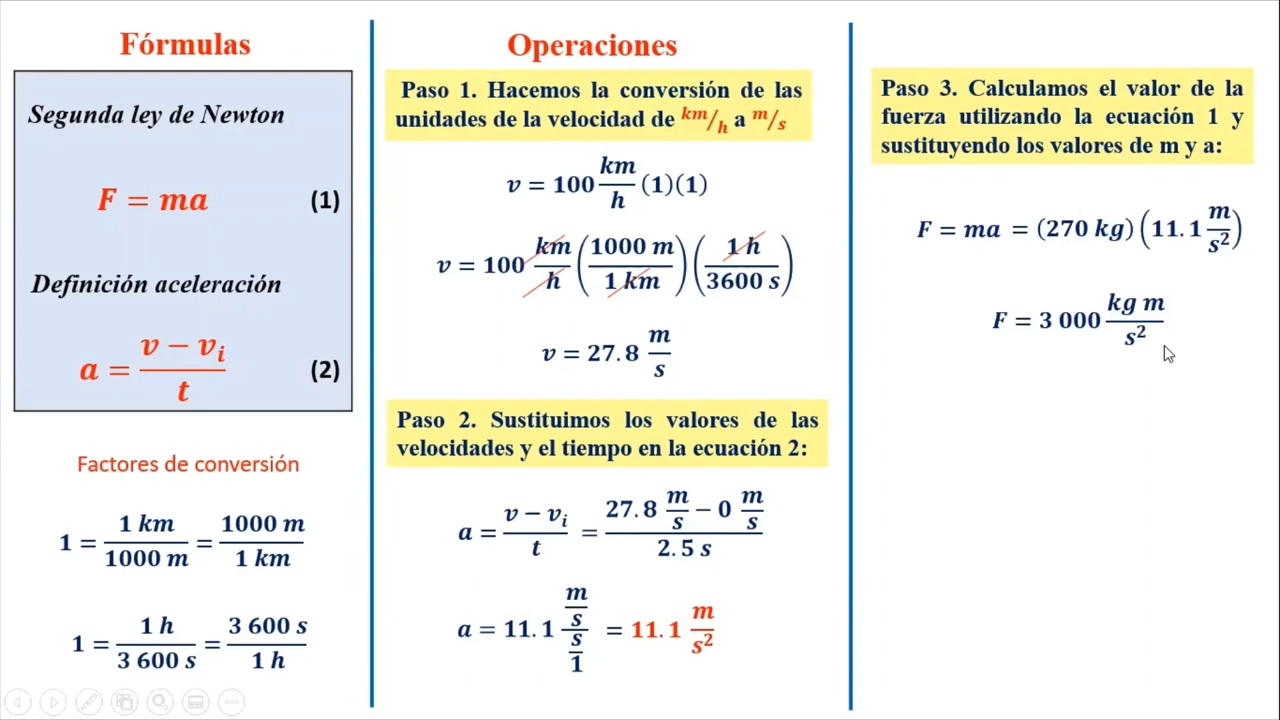 Fórmulas
Segunda ley de Newton
F = ma (1)
Definición aceleración
a = (v − vᵢ)/t (2)
Factores de conversión
1 = 1 km/1000 m = 1000 m/1 km
1 = 1 h/3 600 s = 3 600 s/1 h
Operaciones
Paso 1. Hacemos la conversión de las
unidades de la velocidad de km/h a m/s
v = 100 km/h (1)(1)
v = 100 km/h (1000 m/1 km)(1 h/3600 s)
v = 27.8 m/s
Paso 2. Sustituimos los valores de las
velocidades y el tiempo en la ecuación 2:
a = (v − vᵢ)/t = (27.8 m/s − 0 m/s)/2.5 s
a = 11.1 (m/s)/(s/1) = 11.1 m/s²
Paso 3. Calculamos el valor de la
fuerza utilizando la ecuación 1 y
sustituyendo los valores de m y a:
F = ma = (270 kg)(11.1 m/s²)
F = 3 000 kg m/s²